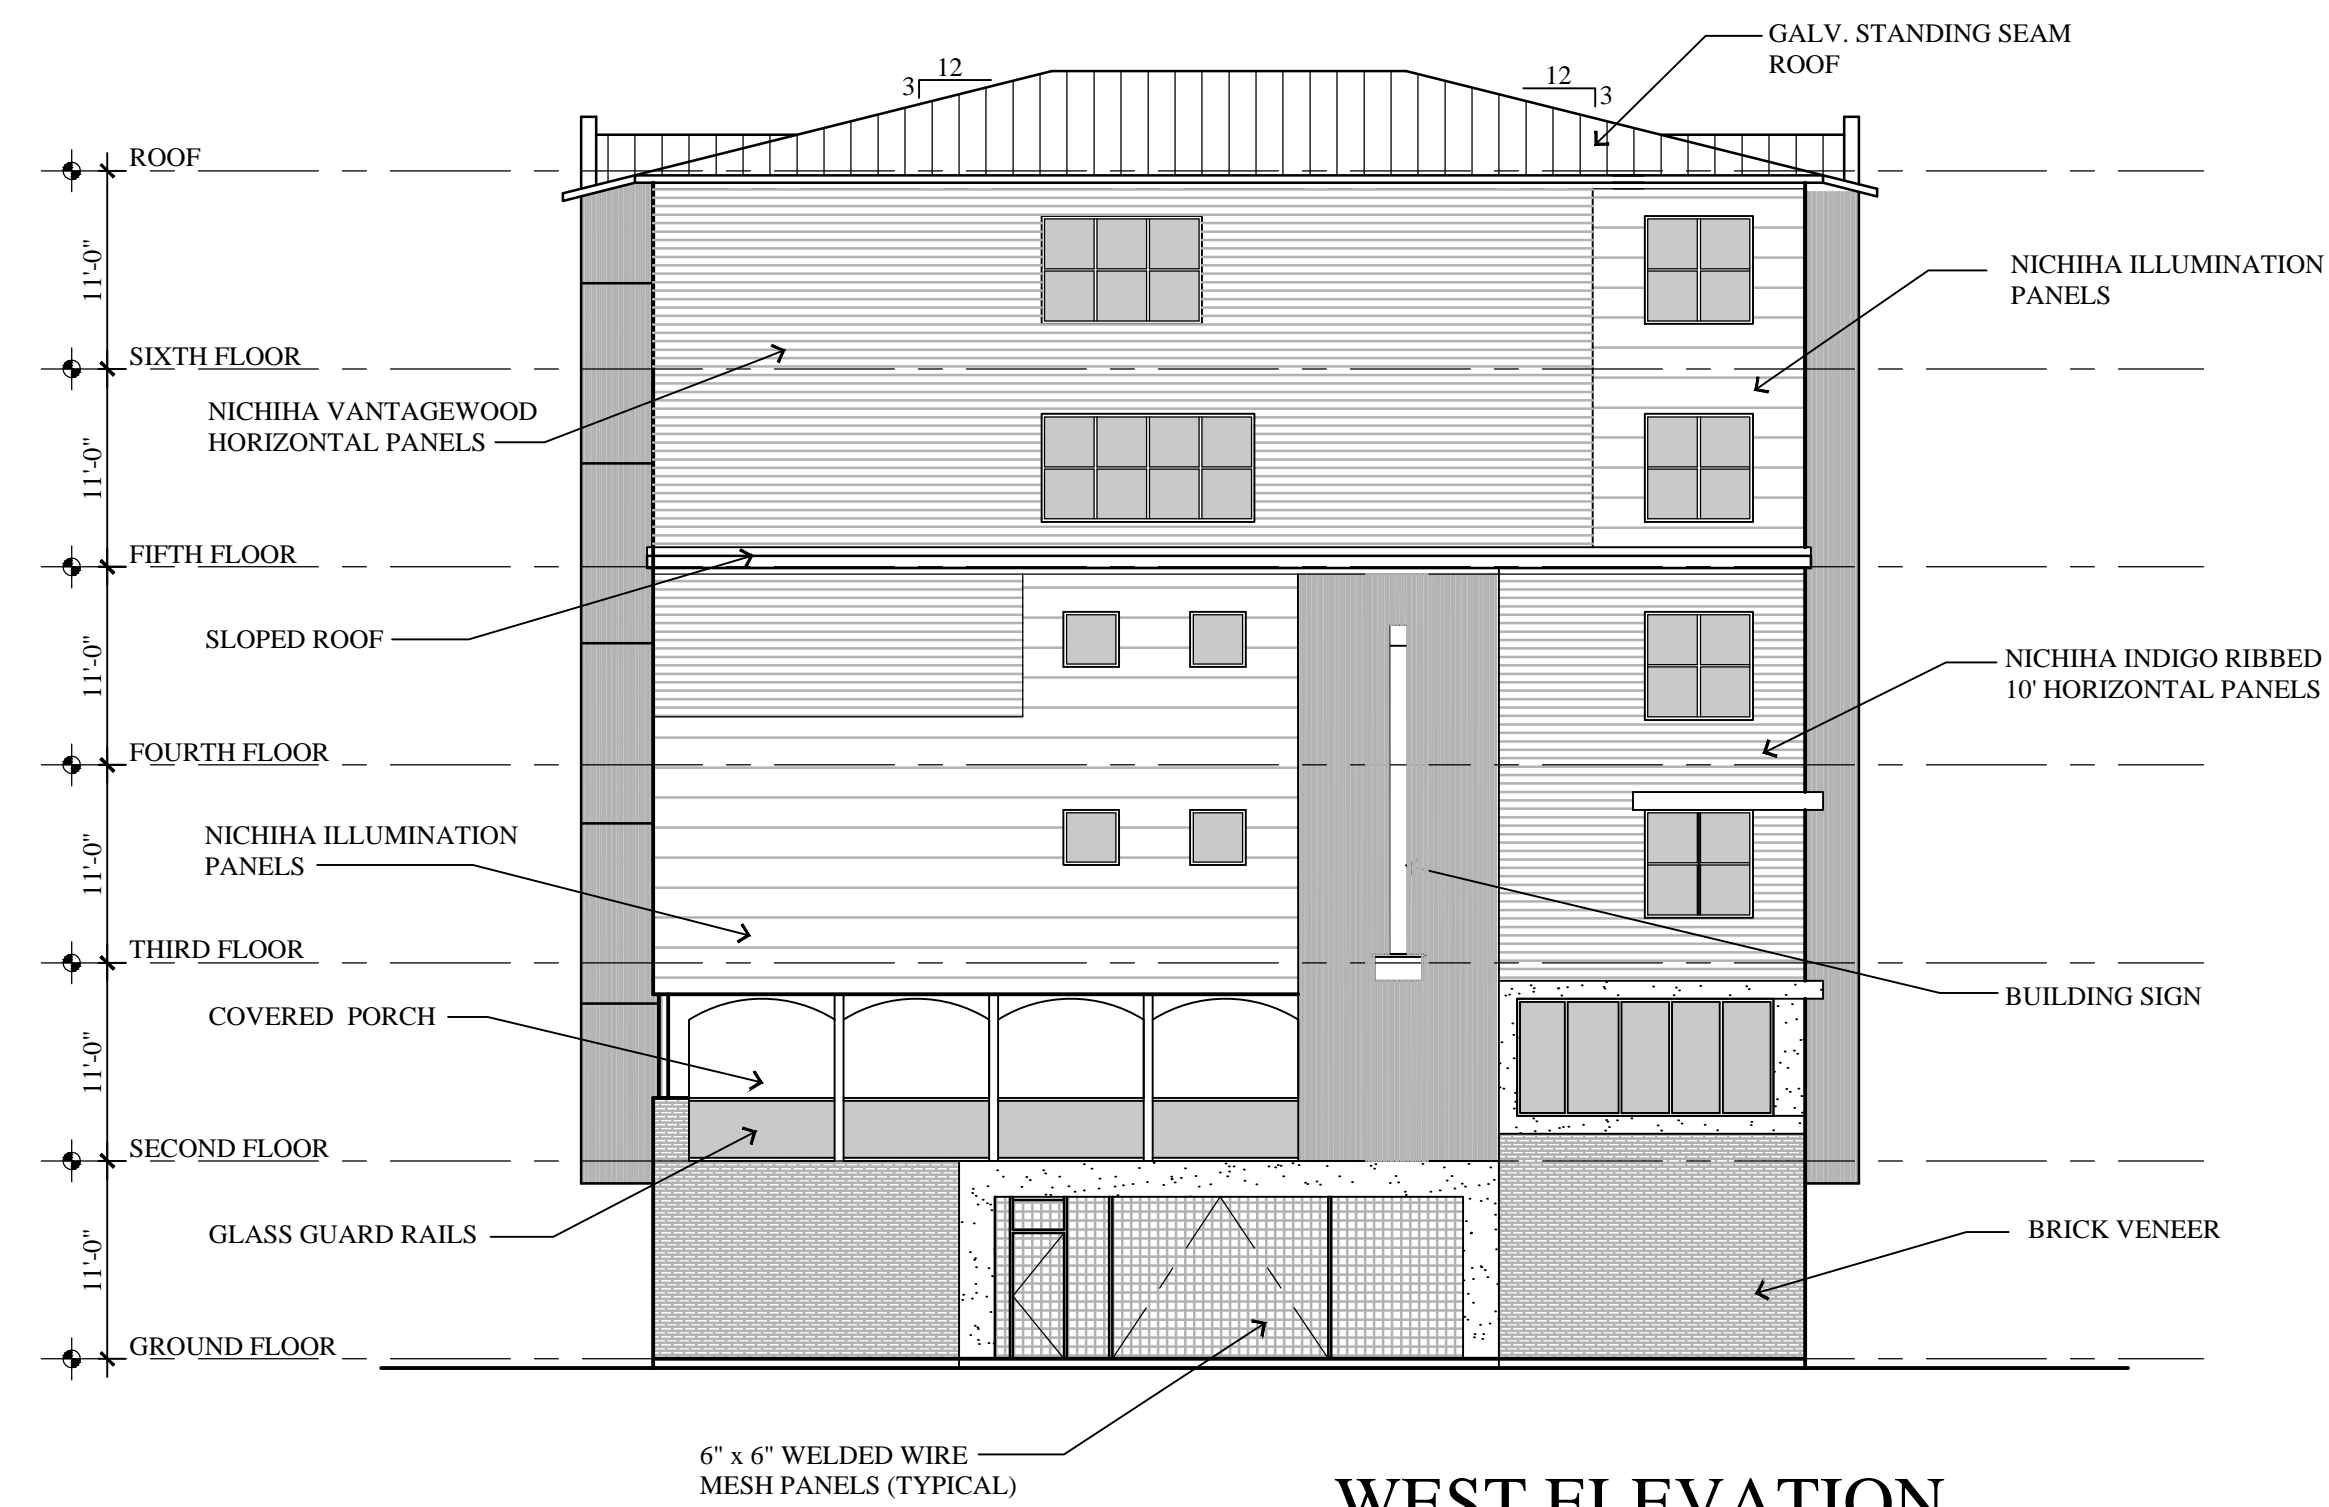 GALV. STANDING SEAM
ROOF
12
3
12
3
ROOF
11'-0"
NICHIHA ILLUMINATION
PANELS
SIXTH FLOOR
NICHIHA VANTAGEWOOD
HORIZONTAL PANELS
11'-0"
FIFTH FLOOR
SLOPED ROOF
11'-0"
NICHIHA INDIGO RIBBED
10' HORIZONTAL PANELS
FOURTH FLOOR
NICHIHA ILLUMINATION
PANELS
11'-0"
THIRD FLOOR
BUILDING SIGN
COVERED PORCH
11'-0"
SECOND FLOOR
GLASS GUARD RAILS
11'-0"
BRICK VENEER
GROUND FLOOR
6" x 6" WELDED WIRE
MESH PANELS (TYPICAL)
WEST ELEVATION